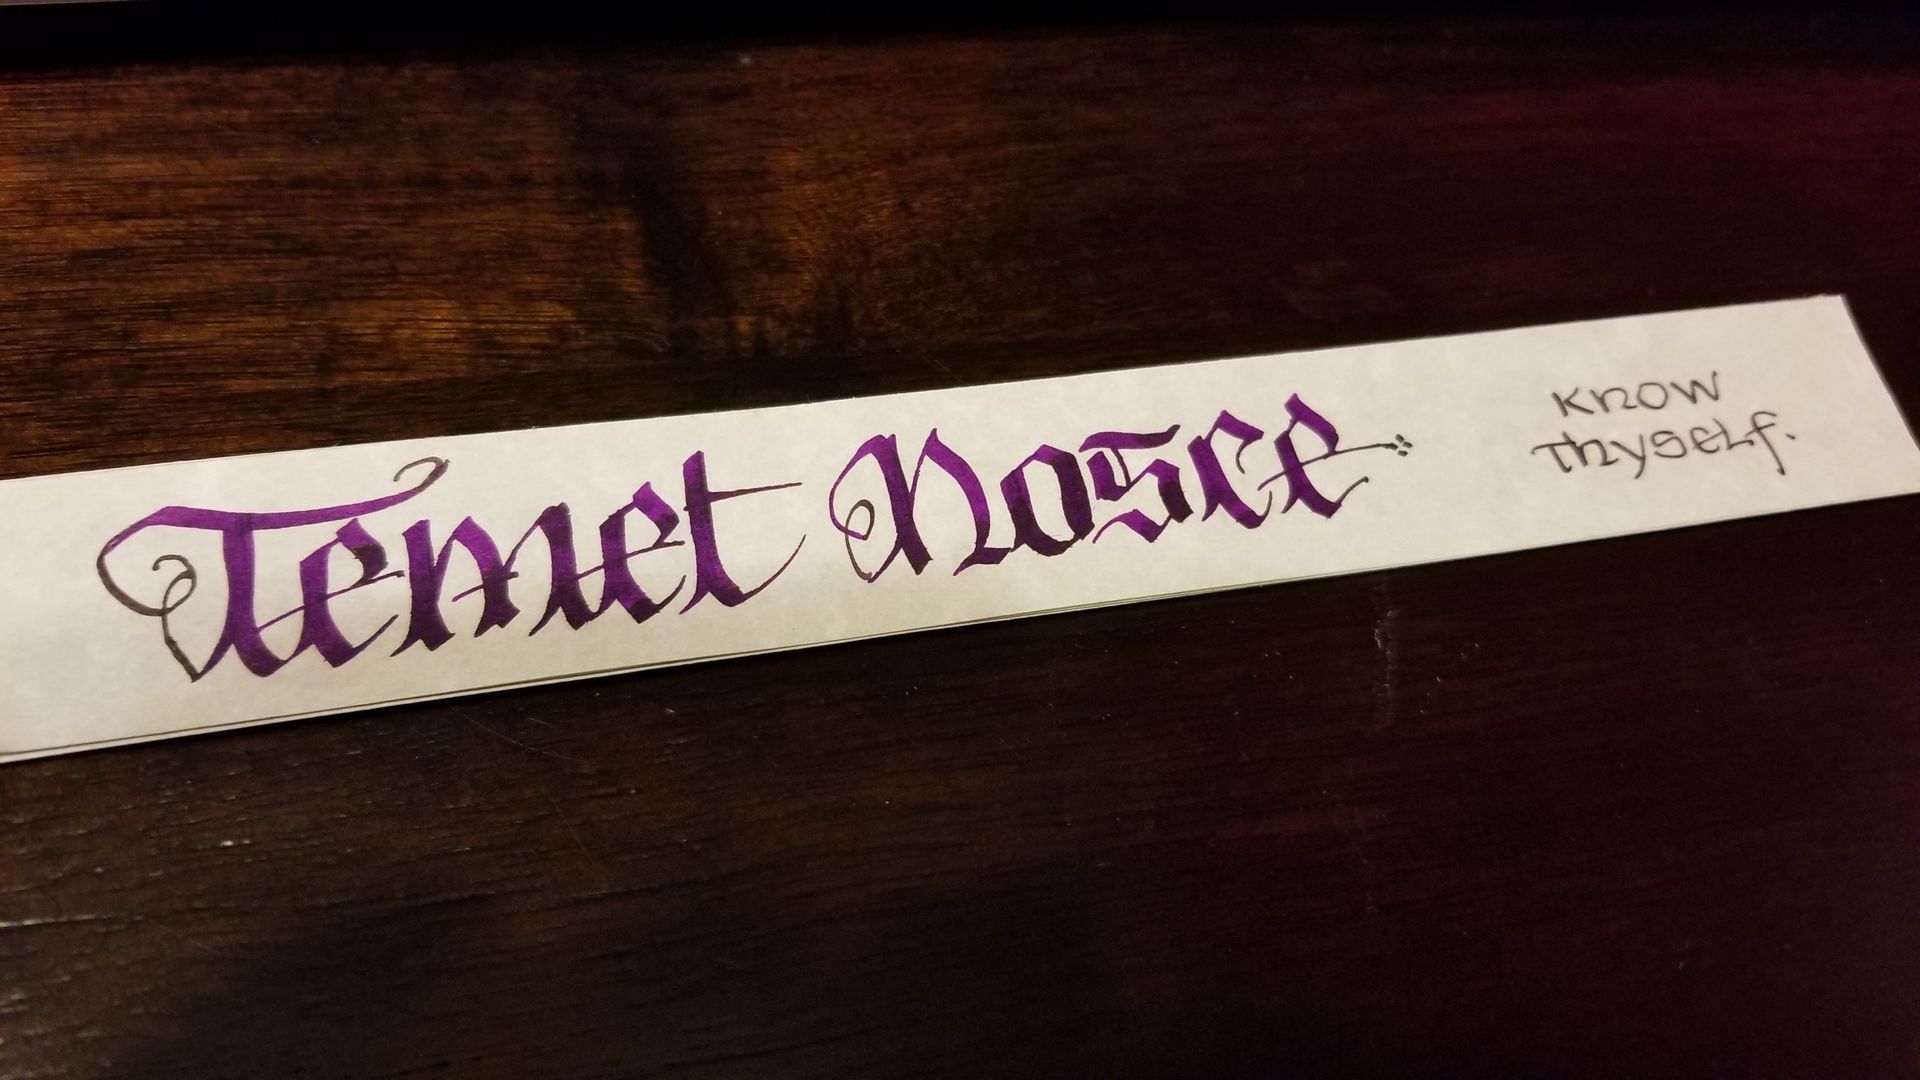 Temet Nosce
Know
Thyself.